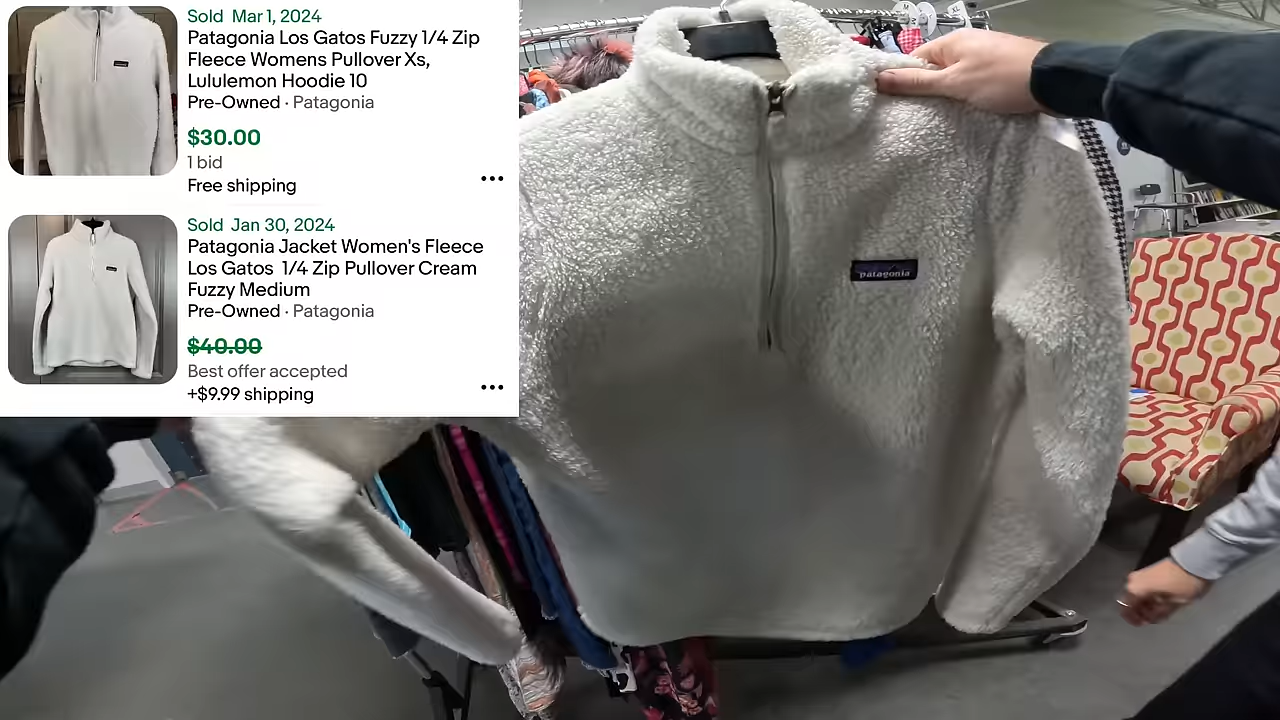 Sold Mar 1, 2024
Patagonia Los Gatos Fuzzy 1/4 Zip
Fleece Womens Pullover Xs,
Lululemon Hoodie 10
Pre-Owned · Patagonia
$30.00
1 bid
Free shipping
Sold Jan 30, 2024
Patagonia Jacket Women's Fleece
Los Gatos 1/4 Zip Pullover Cream
Fuzzy Medium
Pre-Owned · Patagonia
$40.00
Best offer accepted
+$9.99 shipping
patagonia
M
L
XL